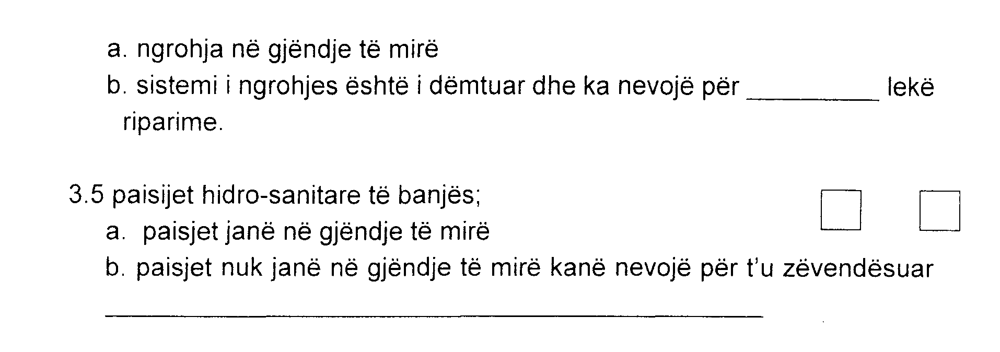 a. ngrohja në gjëndje të mirë
b. sistemi i ngrohjes është i dëmtuar dhe ka nevojë për __________ lekë
riparime.
3.5 paisijet hidro-sanitare të banjës;
a. paisjet janë në gjëndje të mirë
b. paisjet nuk janë në gjëndje të mirë kanë nevojë për t'u zëvendësuar